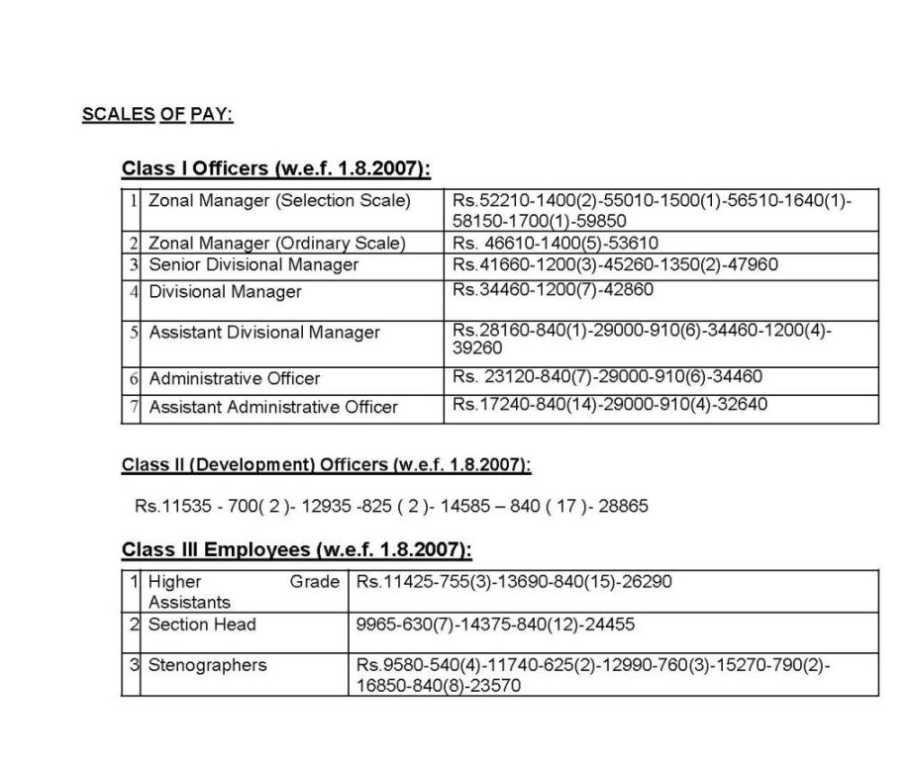 SCALES OF PAY:
Class I Officers (w.e.f. 1.8.2007):
1 Zonal Manager (Selection Scale) Rs.52210-1400(2)-55010-1500(1)-56510-1640(1)-
58150-1700(1)-59850
2 Zonal Manager (Ordinary Scale) Rs. 46610-1400(5)-53610
3 Senior Divisional Manager Rs.41660-1200(3)-45260-1350(2)-47960
4 Divisional Manager Rs.34460-1200(7)-42860
5 Assistant Divisional Manager Rs.28160-840(1)-29000-910(6)-34460-1200(4)-
39260
6 Administrative Officer Rs. 23120-840(7)-29000-910(6)-34460
7 Assistant Administrative Officer Rs.17240-840(14)-29000-910(4)-32640
Class II (Development) Officers (w.e.f. 1.8.2007):
Rs.11535 - 700( 2 )- 12935 -825 ( 2 )- 14585 – 840 ( 17 )- 28865
Class III Employees (w.e.f. 1.8.2007):
1 Higher Grade Rs.11425-755(3)-13690-840(15)-26290
Assistants
2 Section Head 9965-630(7)-14375-840(12)-24455
3 Stenographers Rs.9580-540(4)-11740-625(2)-12990-760(3)-15270-790(2)-
16850-840(8)-23570